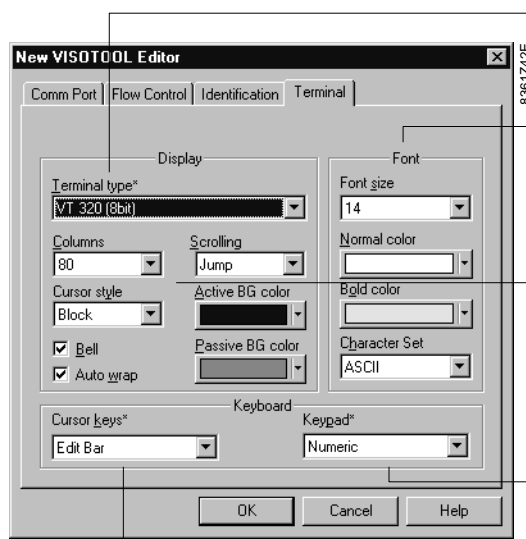 New VISOTOOL Editor
Comm Port Flow Control Identification Terminal
Display
Terminal type*
VT 320 (8bit)
Columns
Scrolling
80
Jump
Cursor style
Active BG color
Block
Bell
Passive BG color
Auto wrap
Font
Font size
14
Normal color
Bold color
Character Set
ASCII
Keyboard
Cursor keys*
Keypad*
Edit Bar
Numeric
OK Cancel Help